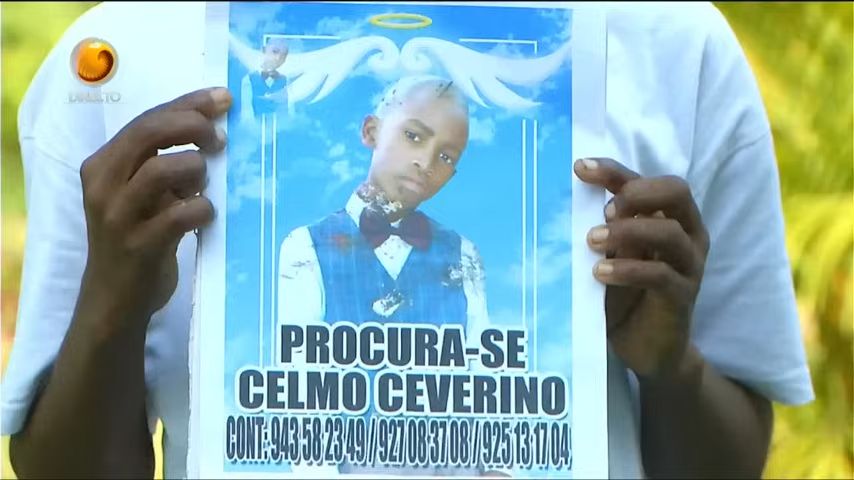 DIRECTO
PROCURA-SE
CELMO CEVERINO
CONT: 943 58 23 49 / 927 08 37 08 / 925 13 17 04